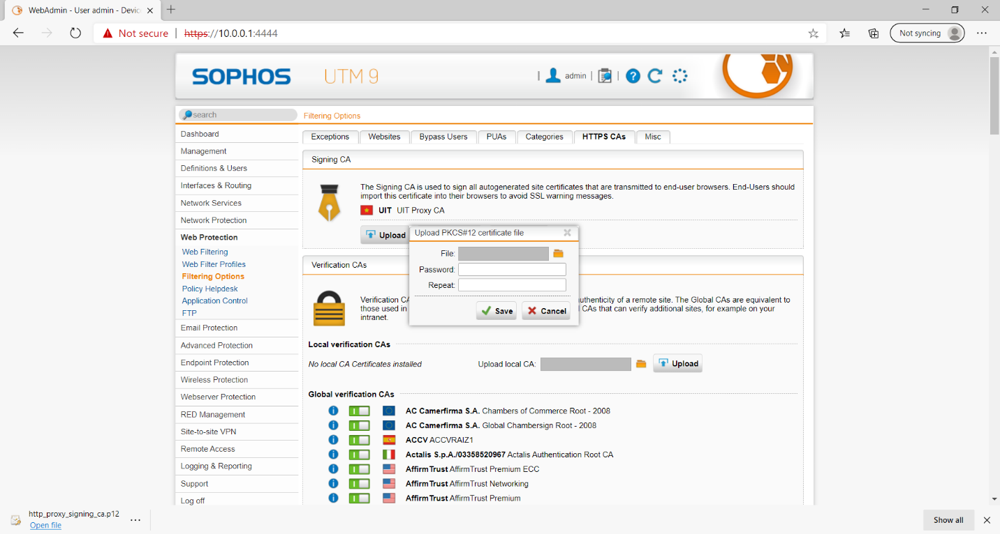 WebAdmin - User admin - Devic
Not secure | https://10.0.0.1:4444
Not syncing
SOPHOS UTM 9
| admin | |
search
Filtering Options
Dashboard
Management
Definitions & Users
Interfaces & Routing
Network Services
Network Protection
Web Protection
Web Filtering
Web Filter Profiles
Filtering Options
Policy Helpdesk
Application Control
FTP
Email Protection
Advanced Protection
Endpoint Protection
Wireless Protection
Webserver Protection
RED Management
Site-to-site VPN
Remote Access
Logging & Reporting
Support
Log off
Exceptions Websites Bypass Users PUAs Categories HTTPS CAs Misc
Signing CA
The Signing CA is used to sign all autogenerated site certificates that are transmitted to end-user browsers. End-Users should
import this certificate into their browsers to avoid SSL warning messages.
UIT UIT Proxy CA
Upload
Upload PKCS#12 certificate file
File:
Password:
Repeat:
Save Cancel
Verification CAs
Verification CA uthenticity of a remote site. The Global CAs are equivalent to
those used in CAs that can verify additional sites, for example on your
intranet.
Local verification CAs
No local CA Certificates installed Upload local CA: Upload
Global verification CAs
AC Camerfirma S.A. Chambers of Commerce Root - 2008
AC Camerfirma S.A. Global Chambersign Root - 2008
ACCV ACCVRAIZ1
Actalis S.p.A./03358520967 Actalis Authentication Root CA
AffirmTrust AffirmTrust Premium ECC
AffirmTrust AffirmTrust Networking
AffirmTrust AffirmTrust Premium
http_proxy_signing_ca.p12
Open file
Show all